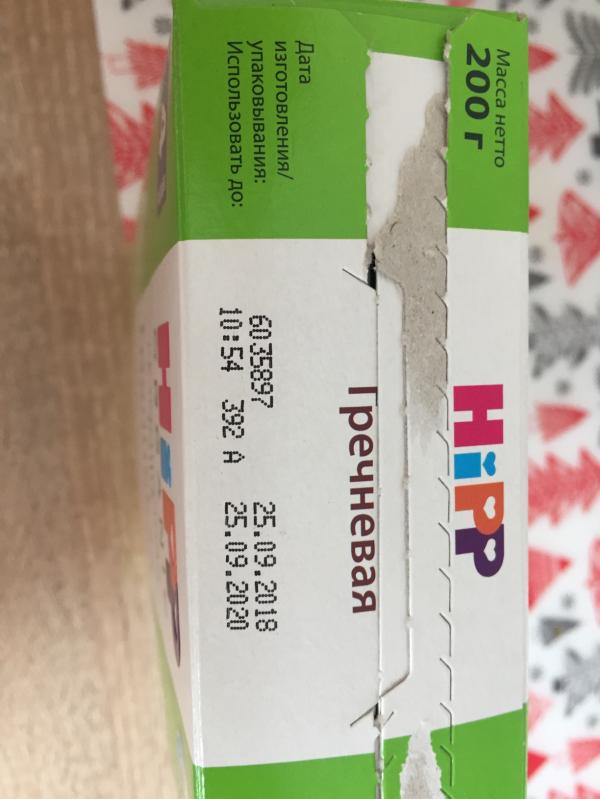 Масса нетто
200 г
HiPP
Гречневая
Дата
изготовления/
упаковывания:
Использовать до:
6035897 25.09.2018
10:54 392 A 25.09.2020
HiPP